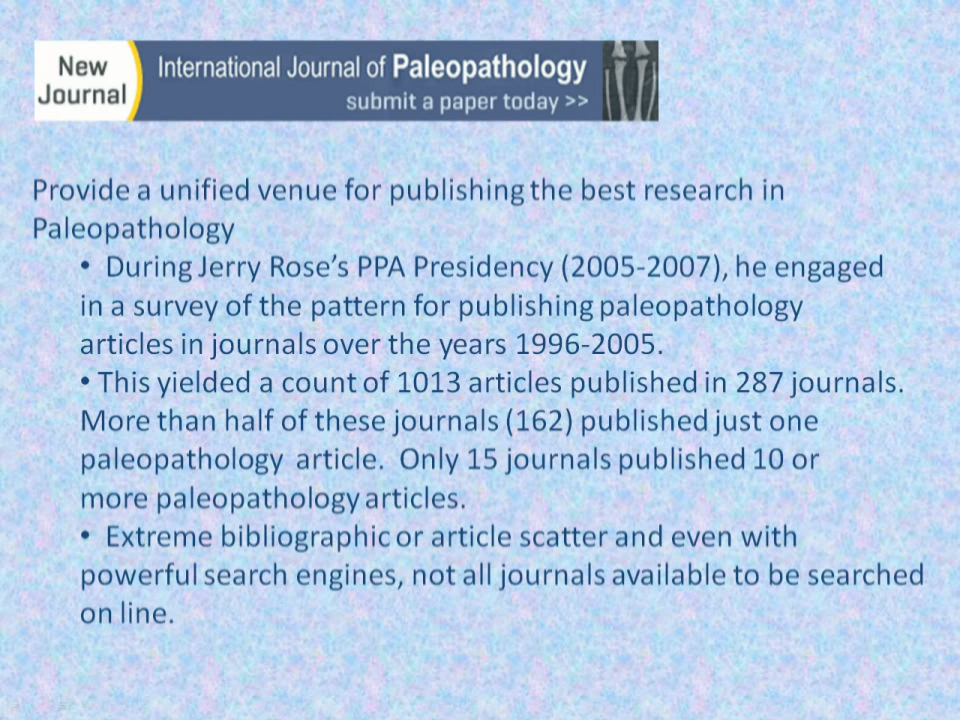 New
Journal
International Journal of Paleopathology
submit a paper today >>
Provide a unified venue for publishing the best research in
Paleopathology
• During Jerry Rose's PPA Presidency (2005-2007), he engaged
in a survey of the pattern for publishing paleopathology
articles in journals over the years 1996-2005.
• This yielded a count of 1013 articles published in 287 journals.
More than half of these journals (162) published just one
paleopathology article. Only 15 journals published 10 or
more paleopathology articles.
• Extreme bibliographic or article scatter and even with
powerful search engines, not all journals available to be searched
on line.